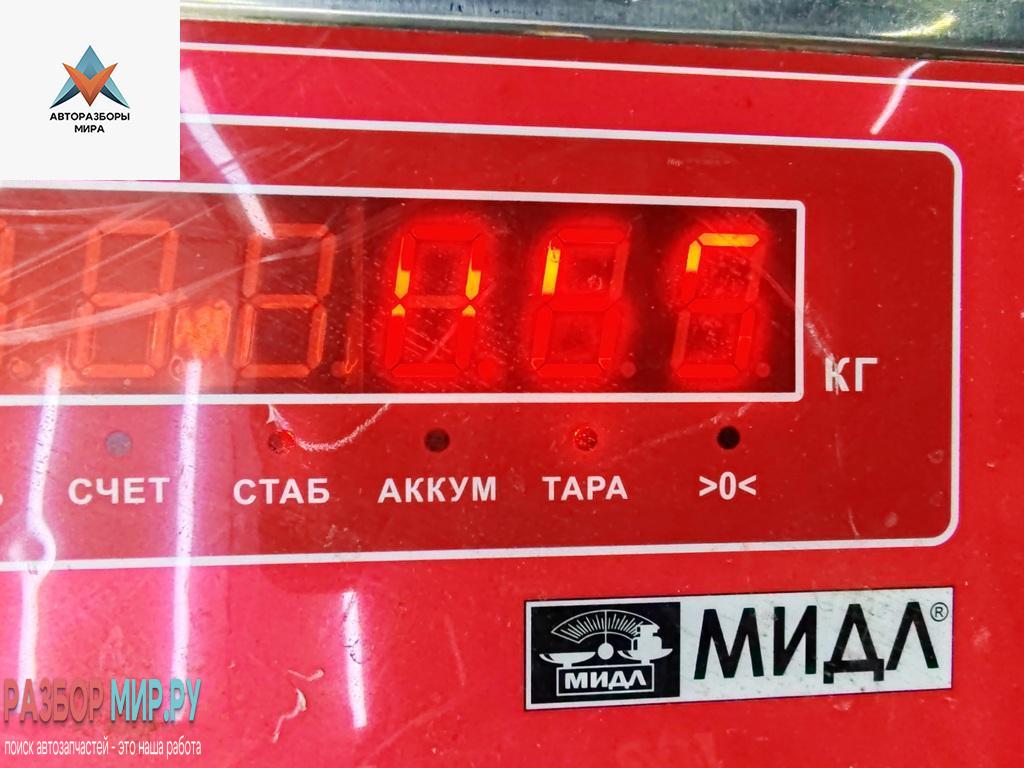 АВТОРАЗБОРЫ
МИРА
КГ
СЧЕТ СТАБ АККУМ ТАРА >0<
МИДЛ МИДЛ®
РАЗБОР МИР.РУ
поиск автозапчастей - это наша работа